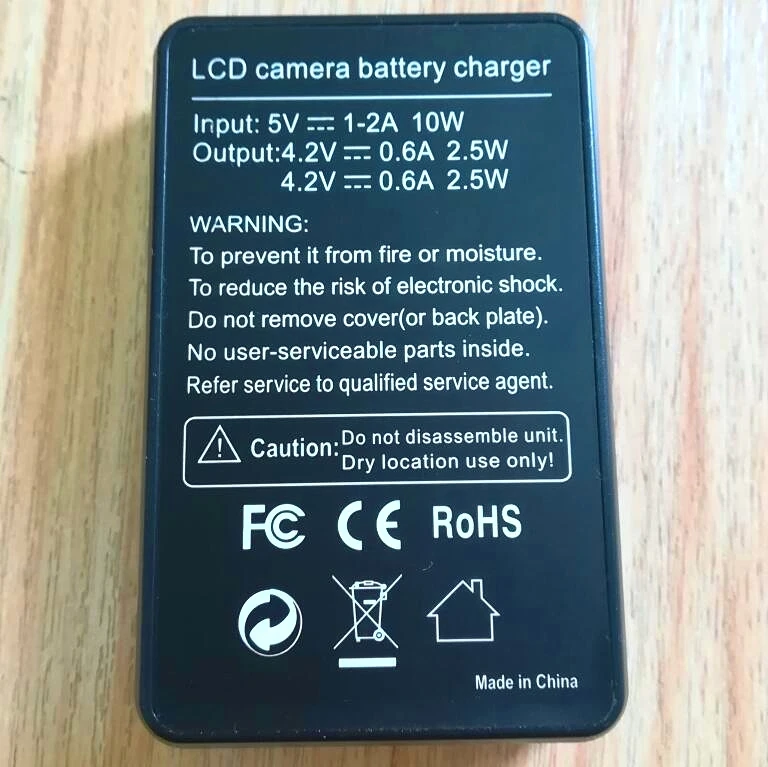 LCD camera battery charger
Input: 5V ⎓ 1-2A 10W
Output:4.2V ⎓ 0.6A 2.5W
4.2V ⎓ 0.6A 2.5W
WARNING:
To prevent it from fire or moisture.
To reduce the risk of electronic shock.
Do not remove cover(or back plate).
No user-serviceable parts inside.
Refer service to qualified service agent.
Caution: Do not disassemble unit.
Dry location use only!
FC CE RoHS
Made in China